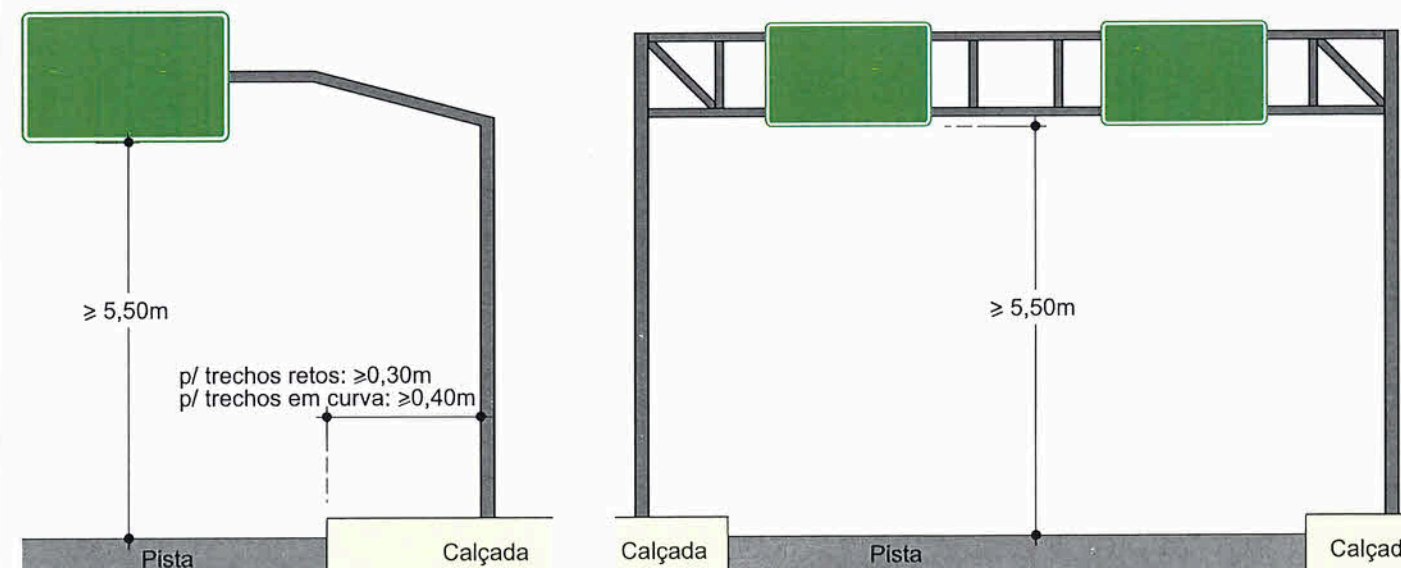 ≥ 5,50m
p/ trechos retos: ≥0,30m
p/ trechos em curva: ≥0,40m
Pista
Calçada
≥ 5,50m
Calçada
Pista
Calçad